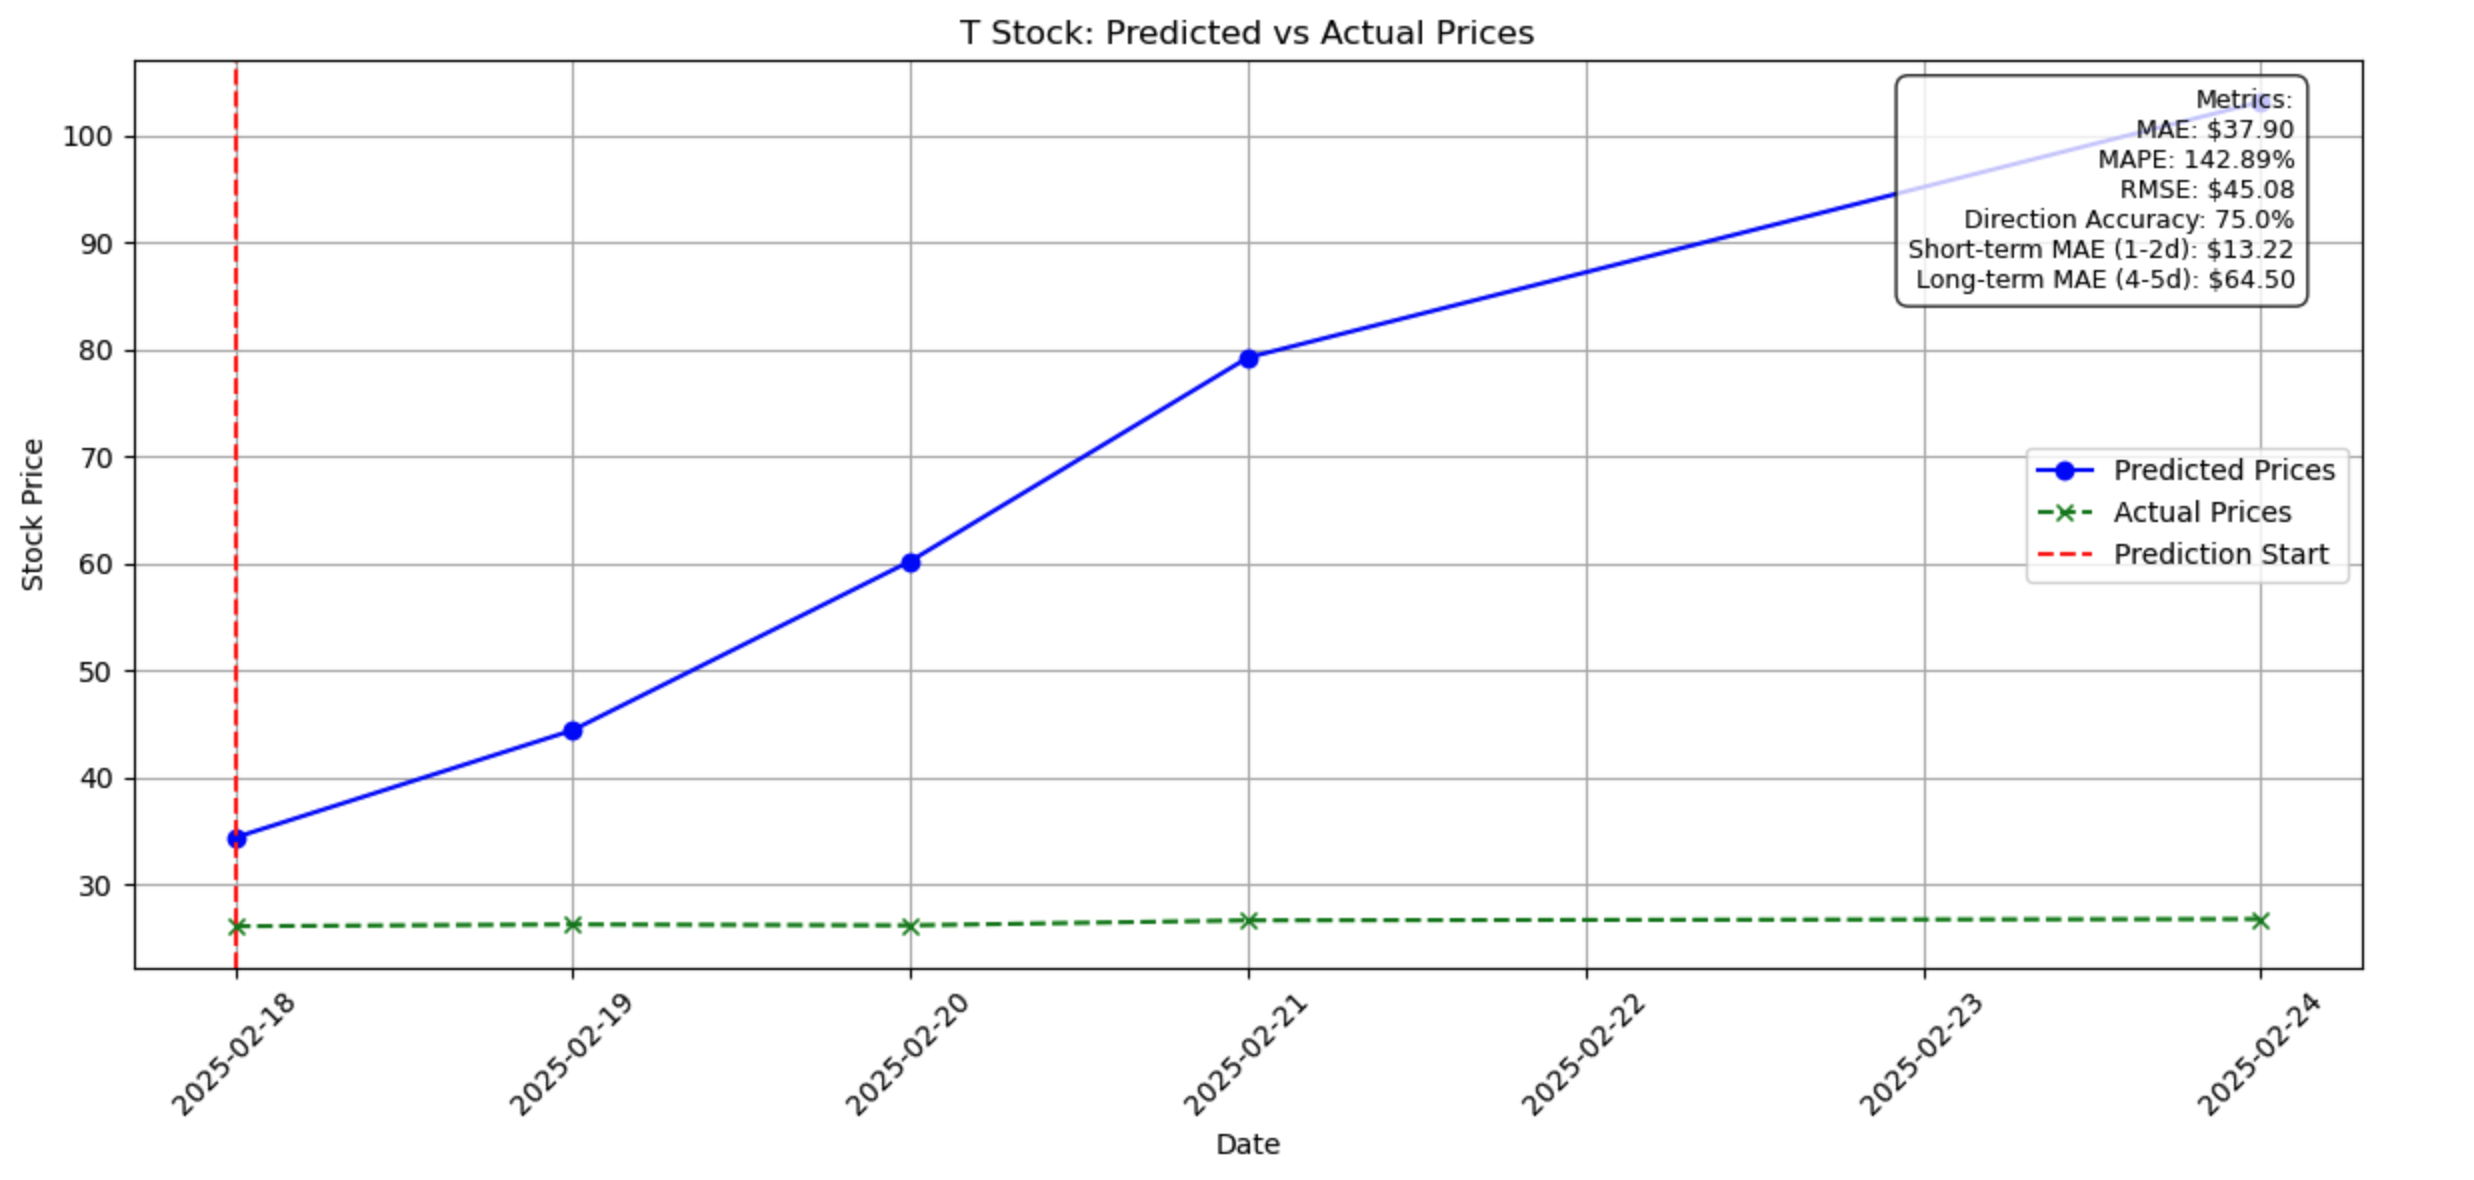 T Stock: Predicted vs Actual Prices
Metrics:
MAE: $37.90
MAPE: 142.89%
RMSE: $45.08
Direction Accuracy: 75.0%
Short-term MAE (1-2d): $13.22
Long-term MAE (4-5d): $64.50
Predicted Prices
Actual Prices
Prediction Start
Stock Price
100
90
80
70
60
50
40
30
2025-02-18
2025-02-19
2025-02-20
2025-02-21
2025-02-22
2025-02-23
2025-02-24
Date